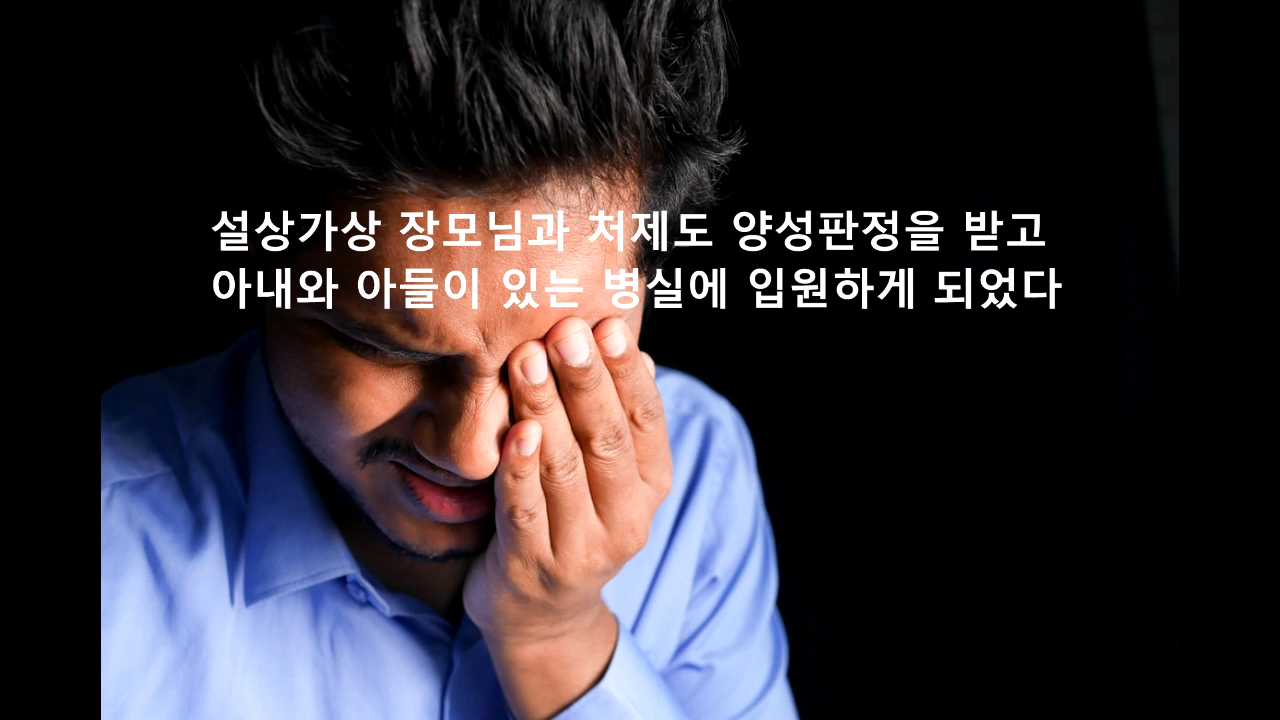 설상가상 장모님과 처제도 양성판정을 받고
아내와 아들이 있는 병실에 입원하게 되었다